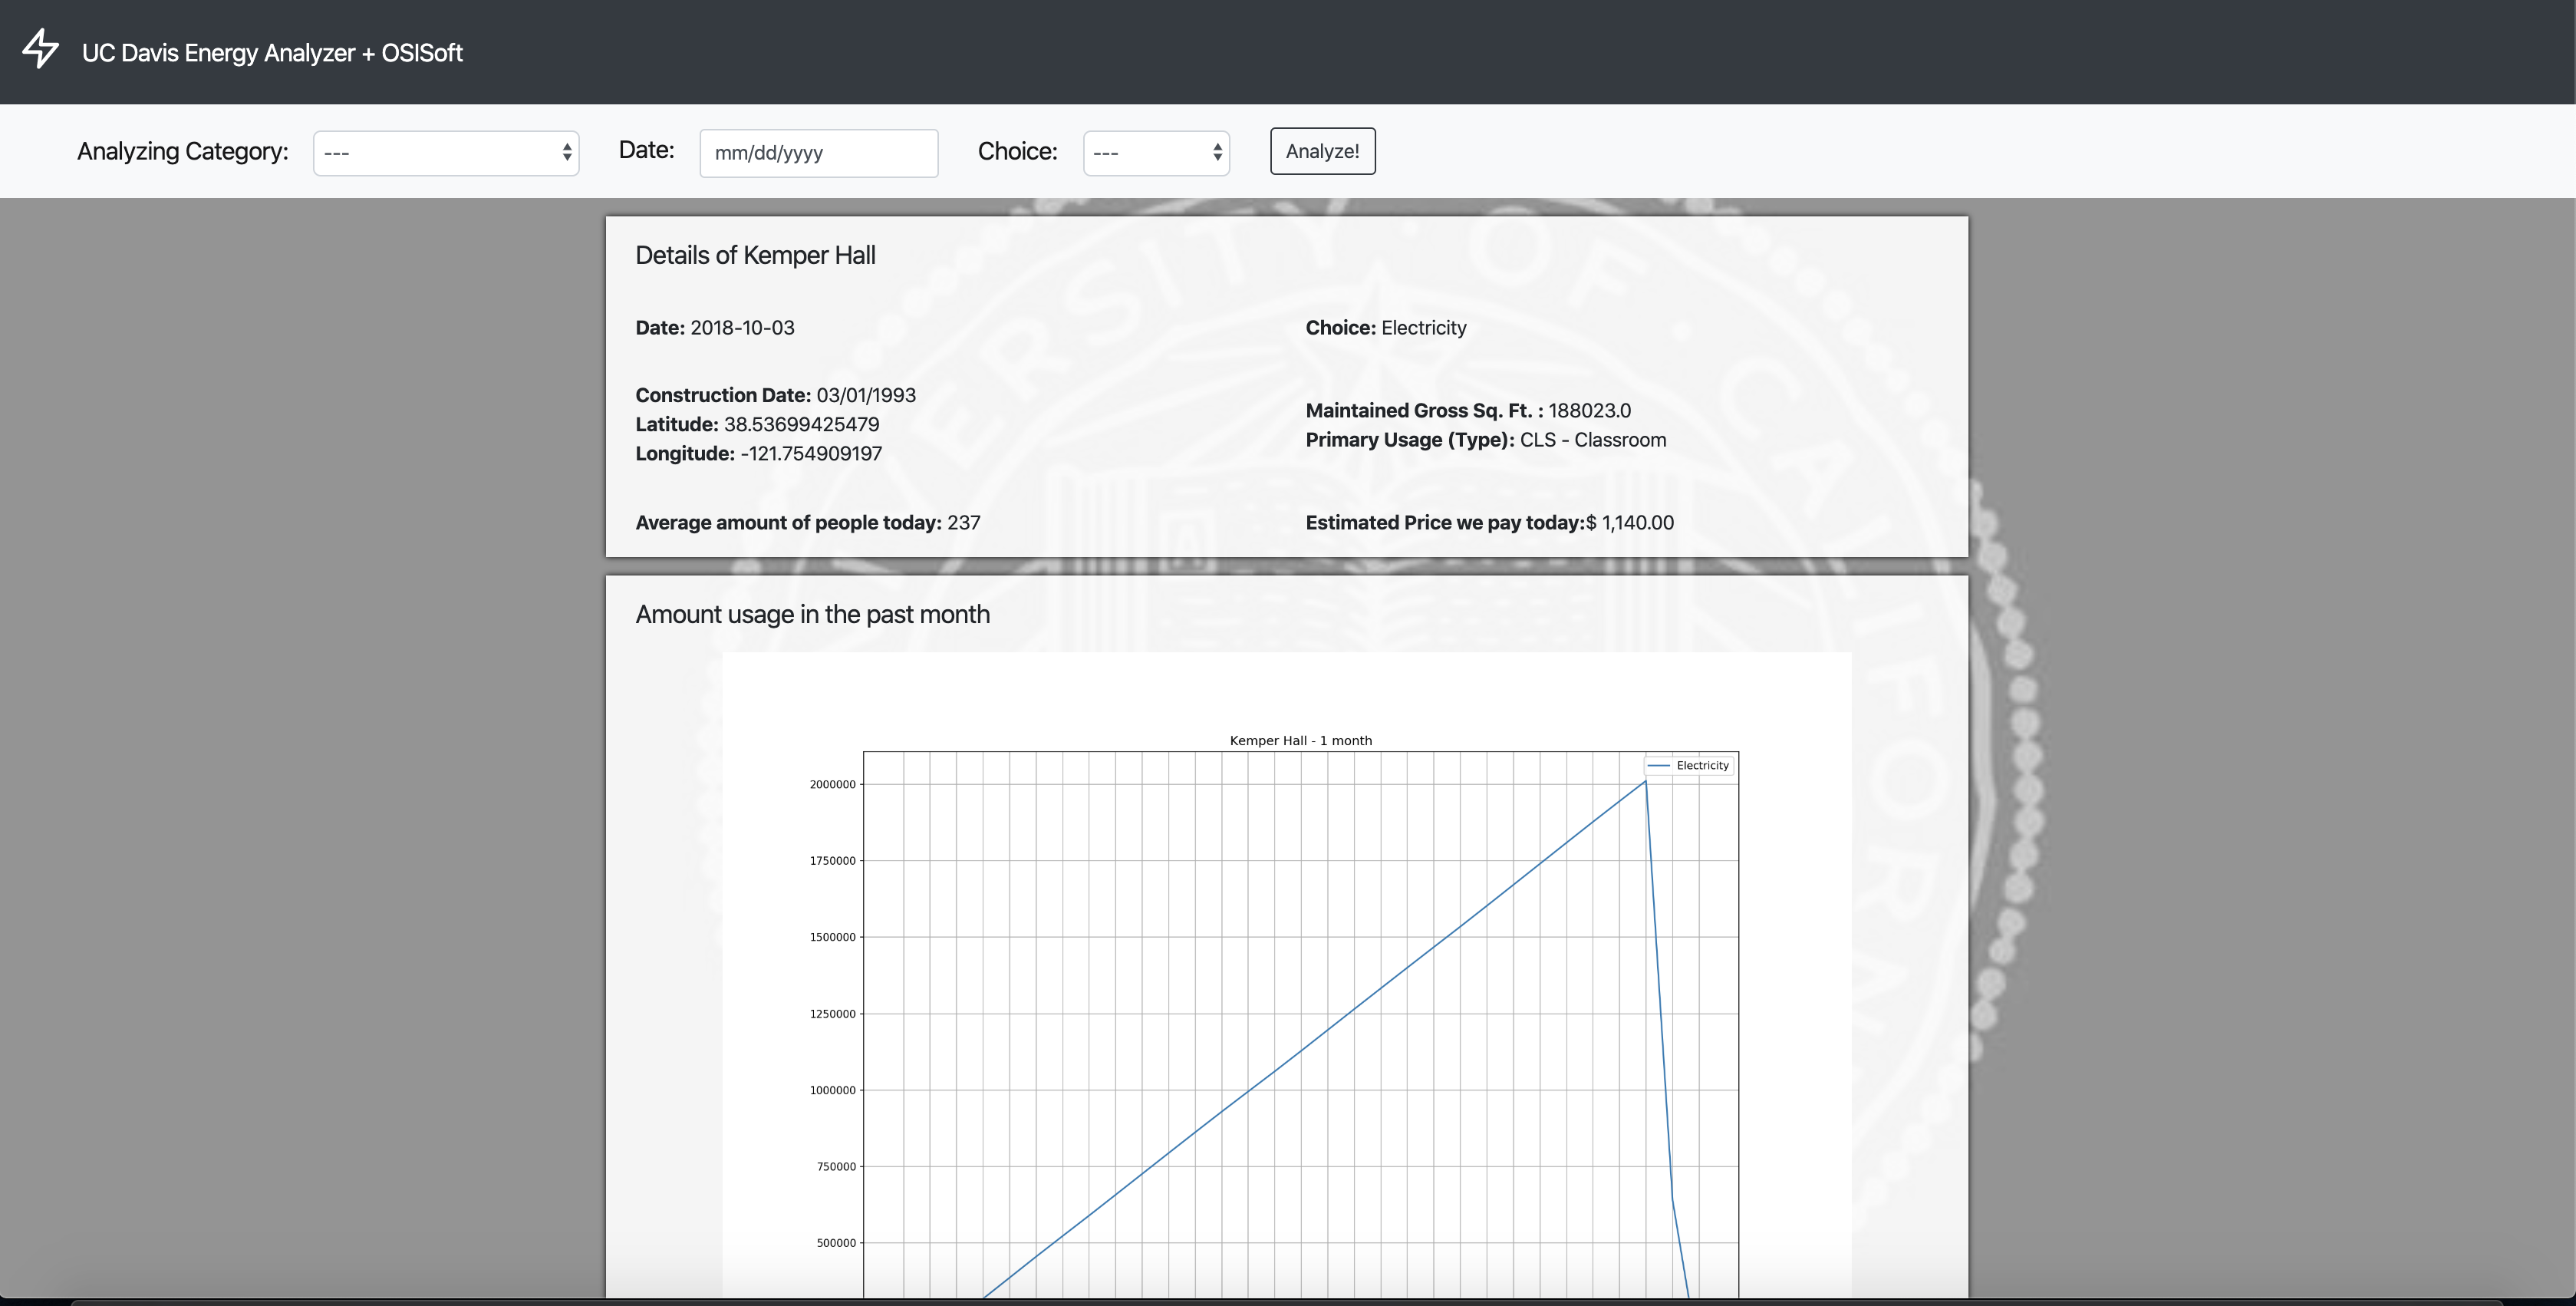 UC Davis Energy Analyzer + OSISoft
Analyzing Category: --- Date: mm/dd/yyyy Choice: --- Analyze!
Details of Kemper Hall
Date: 2018-10-03
Choice: Electricity
Construction Date: 03/01/1993
Latitude: 38.53699425479
Longitude: -121.754909197
Maintained Gross Sq. Ft. : 188023.0
Primary Usage (Type): CLS - Classroom
Average amount of people today: 237
Estimated Price we pay today:$ 1,140.00
Amount usage in the past month
Kemper Hall - 1 month
Electricity
2000000
1750000
1500000
1250000
1000000
750000
500000
ERSITY · OF · CALIFORN
A